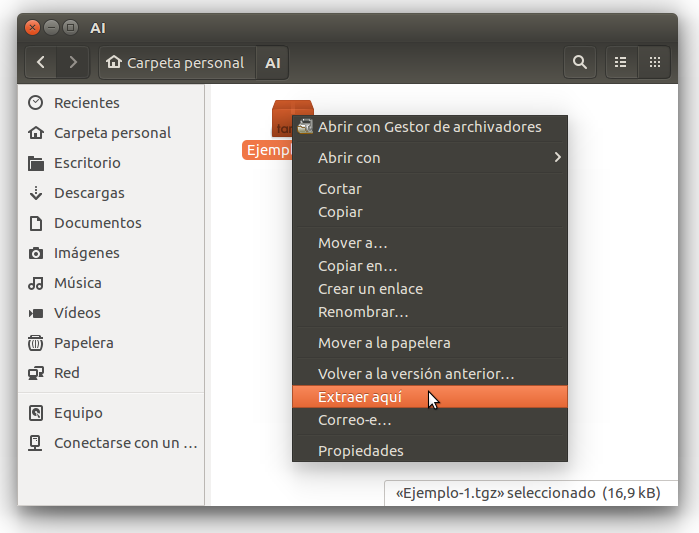 AI
Carpeta personal
AI
Recientes
Carpeta personal
Escritorio
Descargas
Documentos
Imágenes
Música
Vídeos
Papelera
Red
Equipo
Conectarse con un …
tar
Ejempl
Abrir con Gestor de archivadores
Abrir con
Cortar
Copiar
Mover a…
Copiar en…
Crear un enlace
Renombrar…
Mover a la papelera
Volver a la versión anterior…
Extraer aquí
Correo-e…
Propiedades
«Ejemplo-1.tgz» seleccionado (16,9 kB)